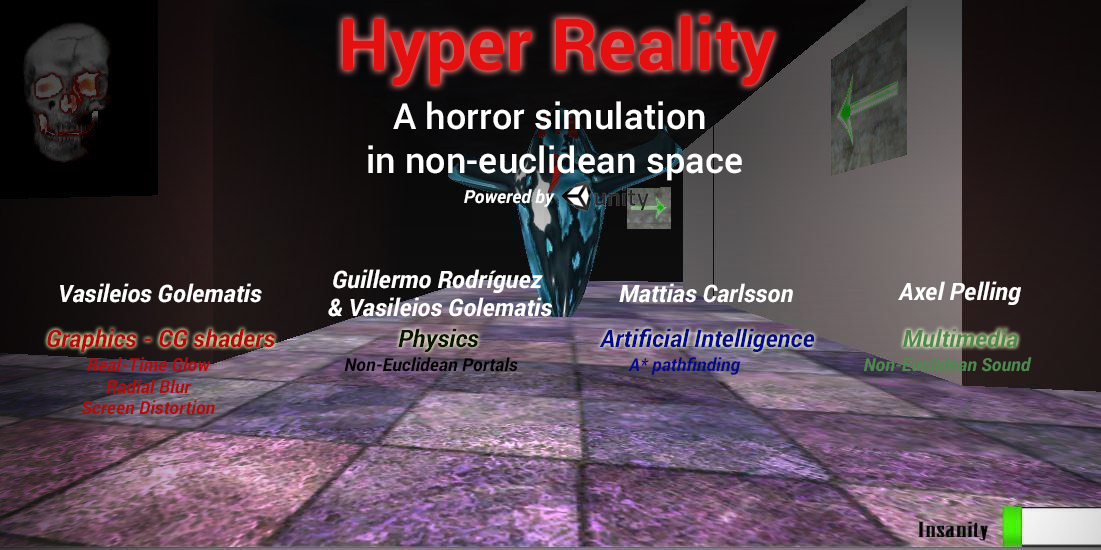 Hyper Reality
A horror simulation
in non-euclidean space
Powered by unity
Vasileios Golematis
Graphics - CG shaders
Real-Time Glow
Radial Blur
Screen Distortion
Guillermo Rodríguez
& Vasileios Golematis
Physics
Non-Euclidean Portals
Mattias Carlsson
Artificial Intelligence
A* pathfinding
Axel Pelling
Multimedia
Non-Euclidean Sound
Insanity